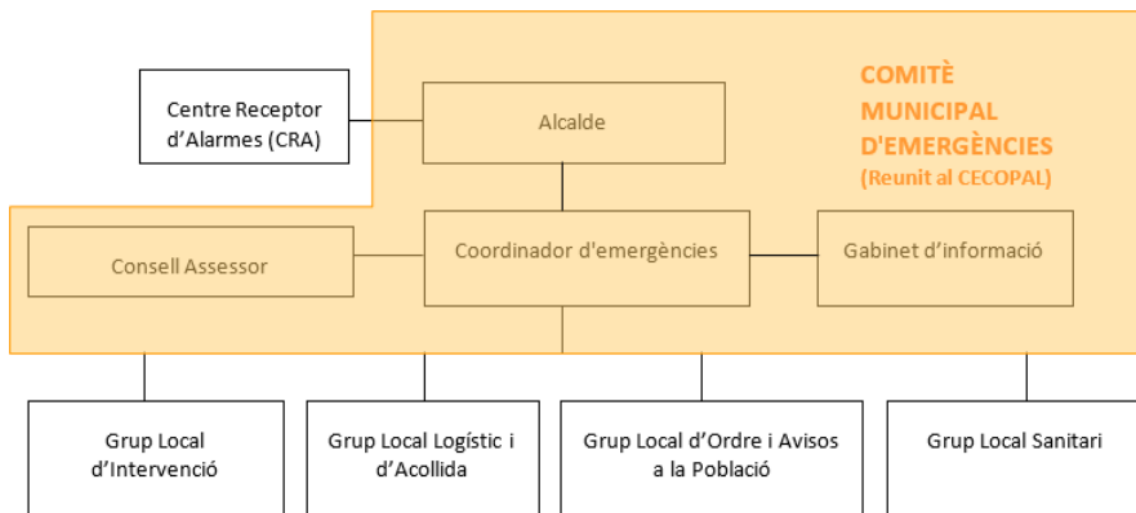 COMITÈ
MUNICIPAL
D'EMERGÈNCIES
(Reunit al CECOPAL)
Centre Receptor
d’Alarmes (CRA)
Alcalde
Consell Assessor
Coordinador d'emergències
Gabinet d’informació
Grup Local
d’Intervenció
Grup Local Logístic i
d’Acollida
Grup Local d’Ordre i Avisos
a la Població
Grup Local Sanitari